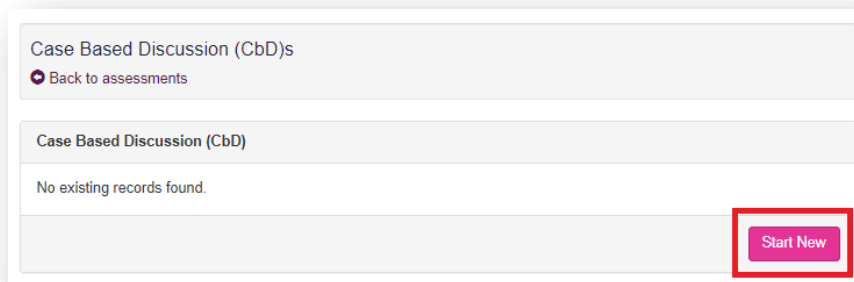 Case Based Discussion (CbD)s
Back to assessments
Case Based Discussion (CbD)
No existing records found.
Start New